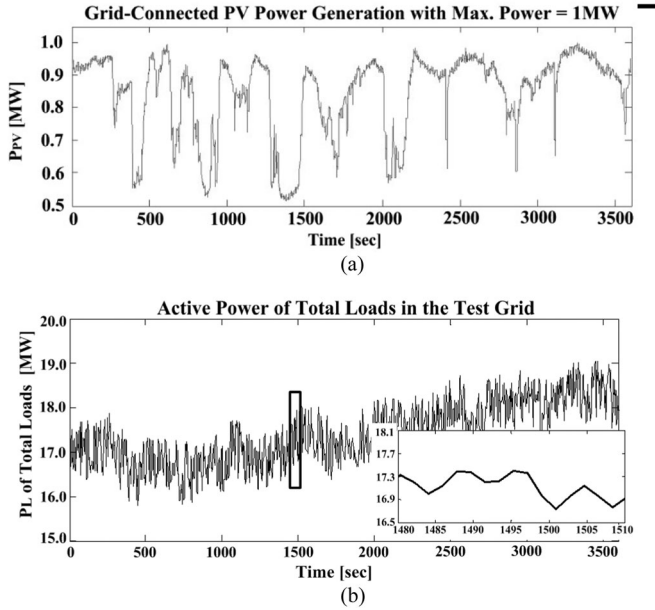 Grid-Connected PV Power Generation with Max. Power = 1MW
1.0
0.9
0.8
0.7
0.6
0.5
PPV [MW]
0 500 1000 1500 2000 2500 3000 3500
Time [sec]
(a)
Active Power of Total Loads in the Test Grid
20.0
19.0
18.0
17.0
16.0
15.0
PL of Total Loads [MW]
18.1
17.3
16.9
16.5
1480 1485 1490 1495 1500 1505 1510
0 500 1000 1500 2000 2500 3000 3500
Time [sec]
(b)